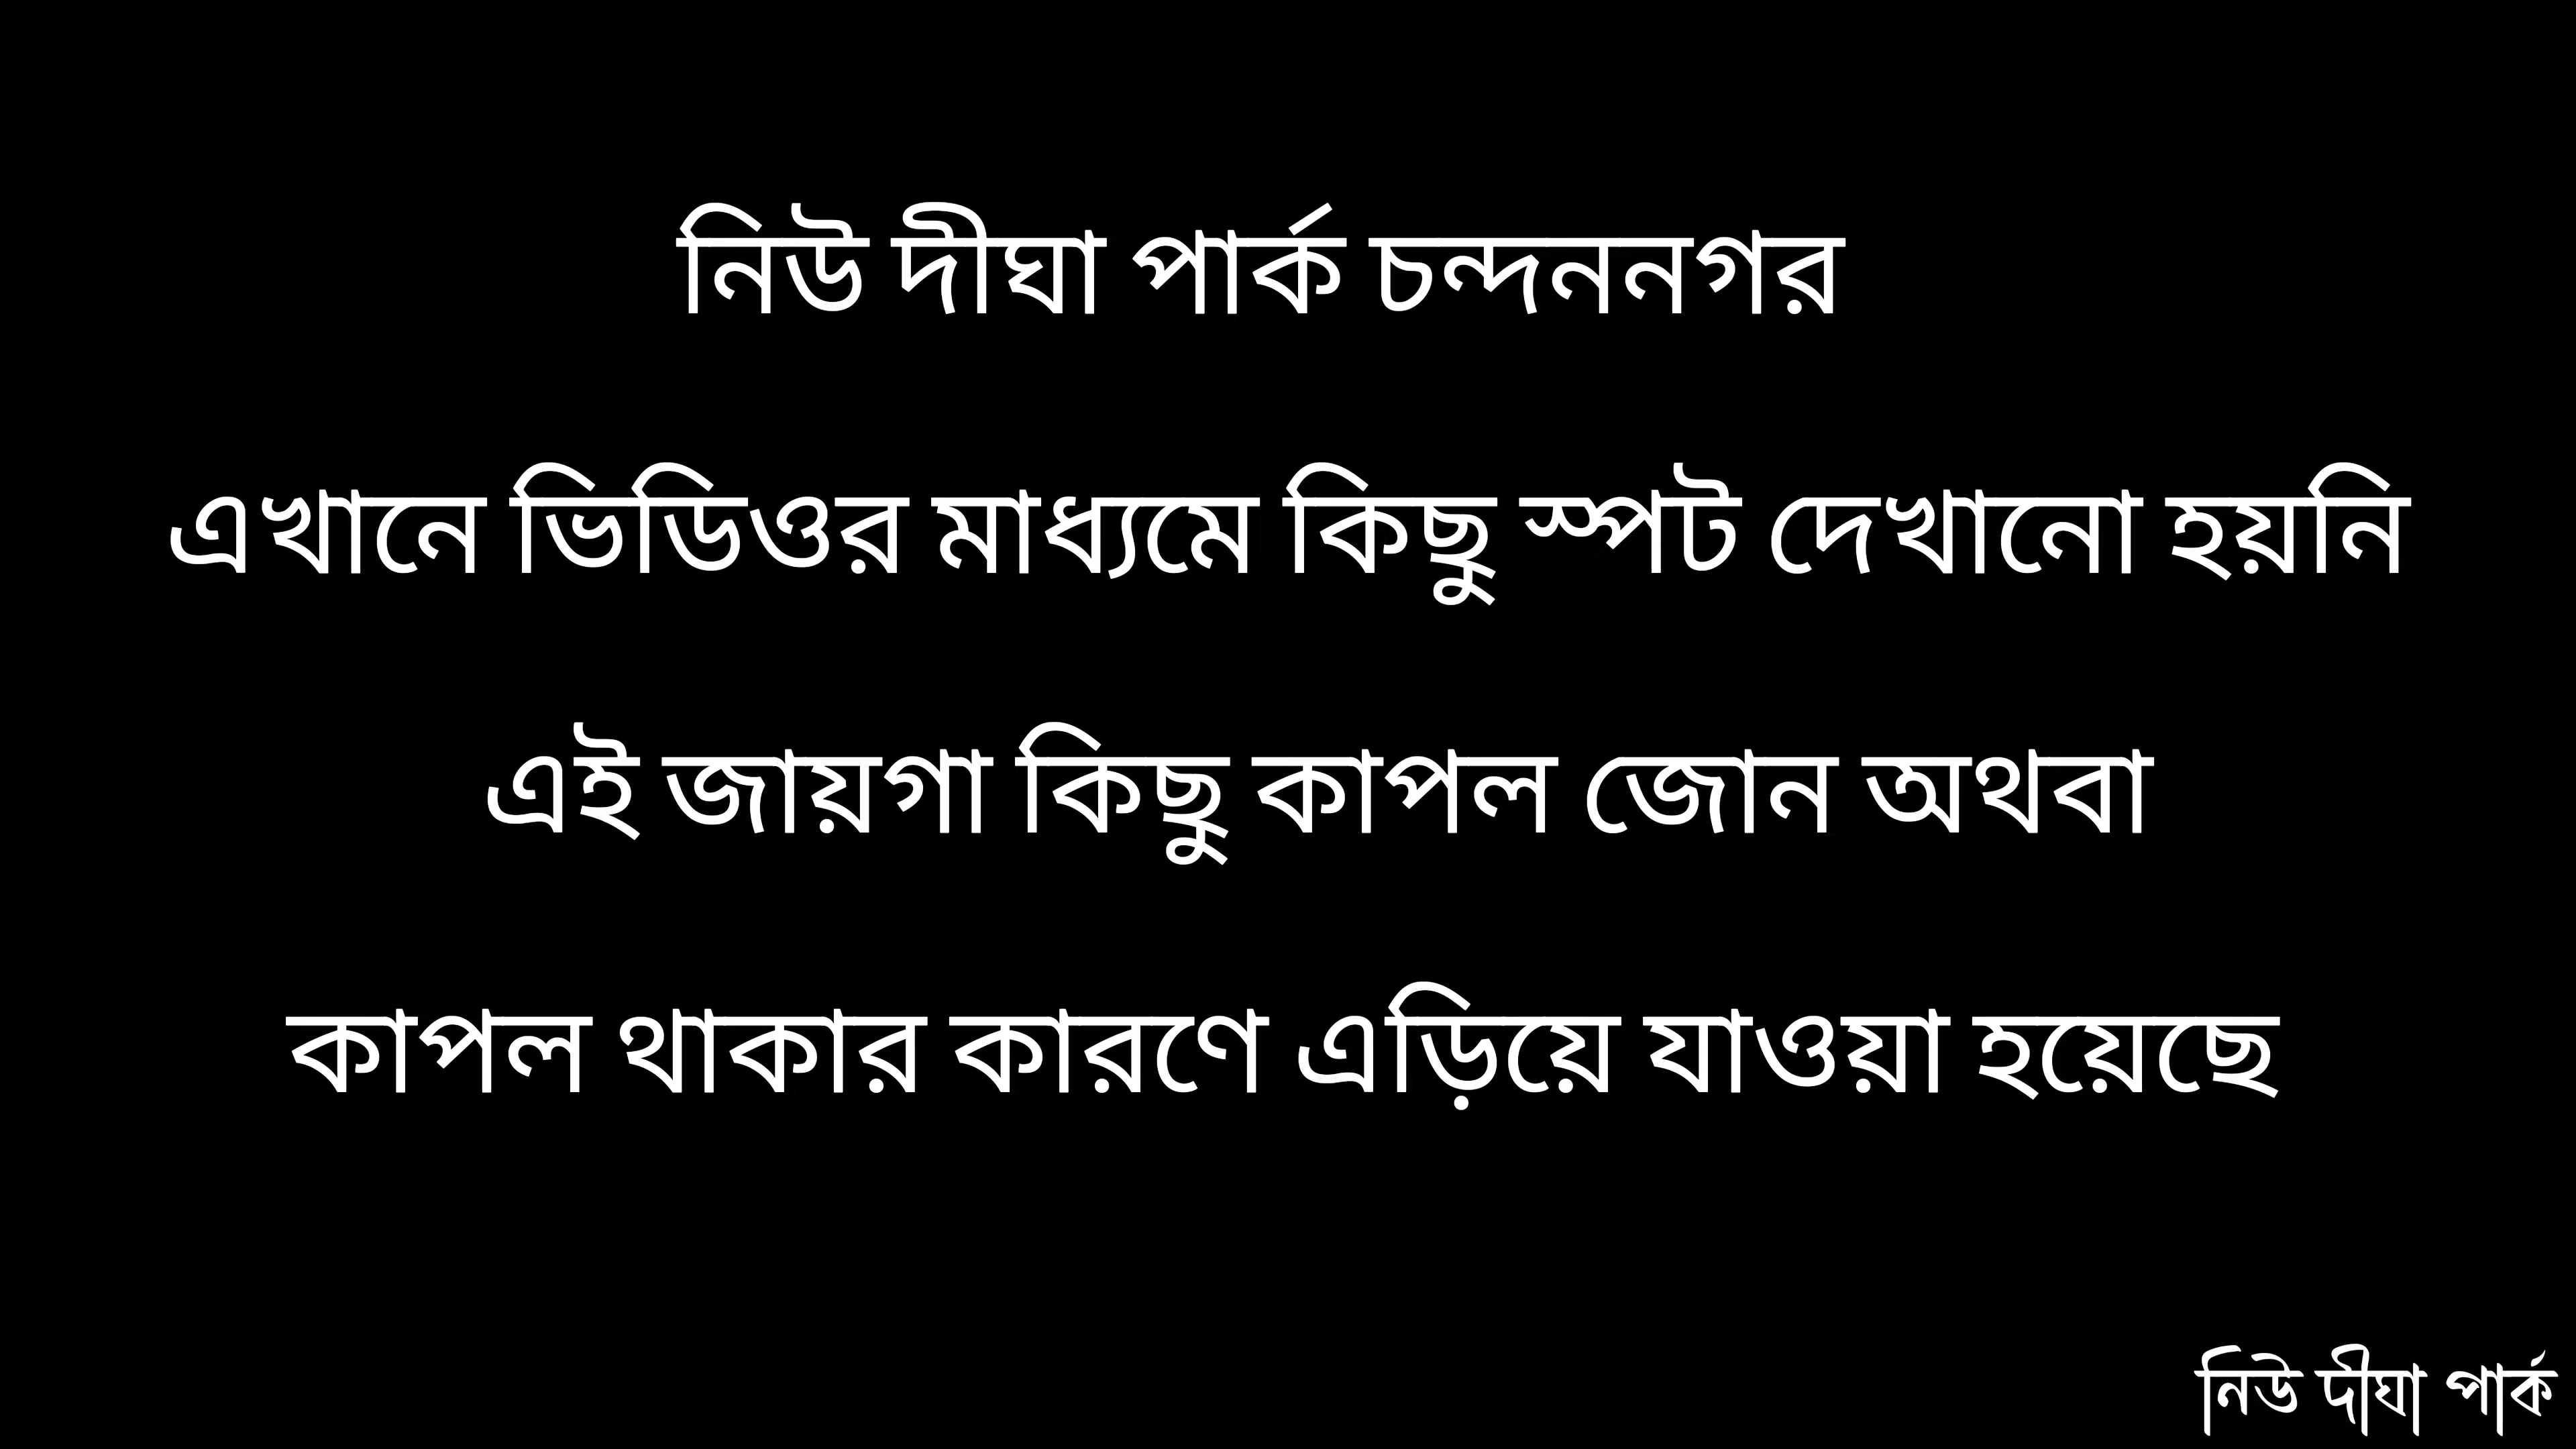 নিউ দীঘা পার্ক চন্দননগর
এখানে ভিডিওর মাধ্যমে কিছু স্পট দেখানো হয়নি
এই জায়গা কিছু কাপল জোন অথবা
কাপল থাকার কারণে এড়িয়ে যাওয়া হয়েছে
নিউ দীঘা পার্ক